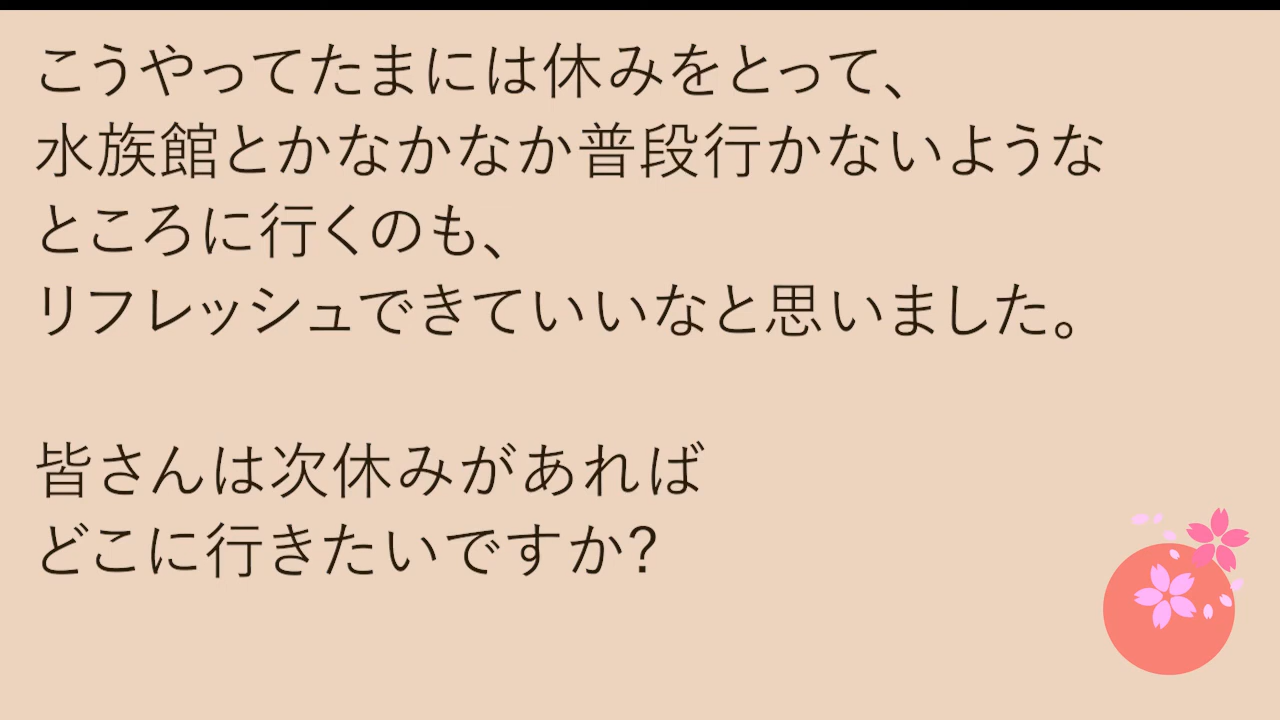 こうやってたまには休みをとって、
水族館とかなかなか普段行かないような
ところに行くのも、
リフレッシュできていいなと思いました。
皆さんは次休みがあれば
どこに行きたいですか?